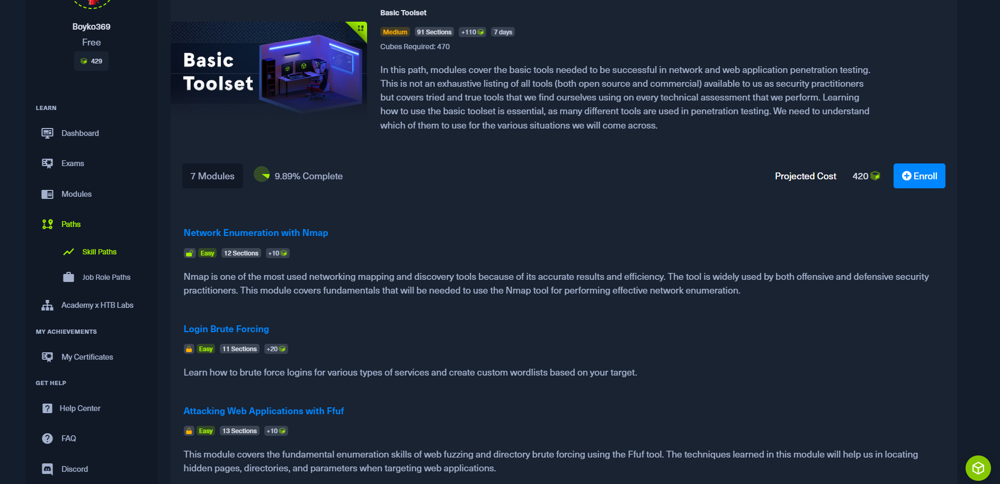 Boyko369
Free
429
LEARN
Dashboard
Exams
Modules
Paths
Skill Paths
Job Role Paths
Academy x HTB Labs
MY ACHIEVEMENTS
My Certificates
GET HELP
Help Center
FAQ
Discord
Basic
Toolset
Basic Toolset
Medium 91 Sections +110 7 days
Cubes Required: 470
In this path, modules cover the basic tools needed to be successful in network and web application penetration testing.
This is not an exhaustive listing of all tools (both open source and commercial) available to us as security practitioners
but covers tried and true tools that we find ourselves using on every technical assessment that we perform. Learning
how to use the basic toolset is essential, as many different tools are used in penetration testing. We need to understand
which of them to use for the various situations we will come across.
7 Modules 9.89% Complete Projected Cost 420 Enroll
Network Enumeration with Nmap
Easy 12 Sections +10
Nmap is one of the most used networking mapping and discovery tools because of its accurate results and efficiency. The tool is widely used by both offensive and defensive security
practitioners. This module covers fundamentals that will be needed to use the Nmap tool for performing effective network enumeration.
Login Brute Forcing
Easy 11 Sections +20
Learn how to brute force logins for various types of services and create custom wordlists based on your target.
Attacking Web Applications with Ffuf
Easy 13 Sections +10
This module covers the fundamental enumeration skills of web fuzzing and directory brute forcing using the Ffuf tool. The techniques learned in this module will help us in locating
hidden pages, directories, and parameters when targeting web applications.